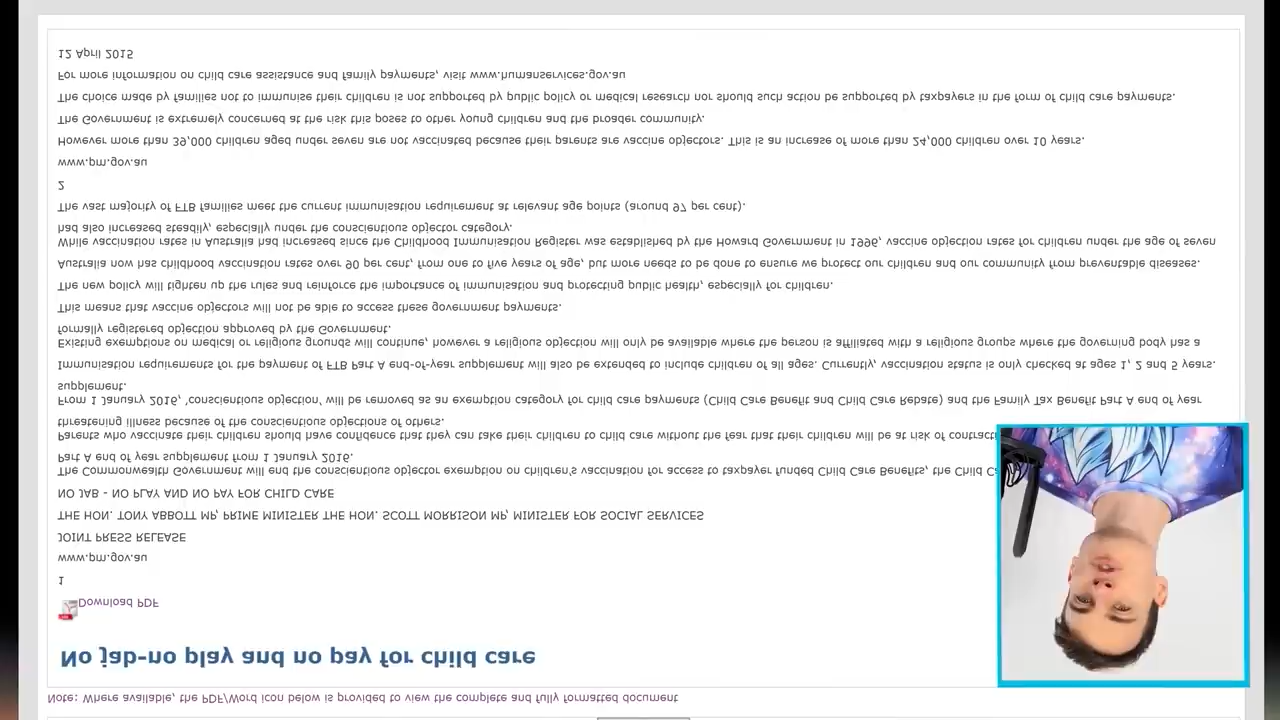 Note: Where available, the PDF/Word icon below is provided to view the complete and fully formatted document
No jab-no play and no pay for child care
Download PDF
1
www.pm.gov.au
JOINT PRESS RELEASE
THE HON. TONY ABBOTT MP, PRIME MINISTER THE HON. SCOTT MORRISON MP, MINISTER FOR SOCIAL SERVICES
NO JAB - NO PLAY AND NO PAY FOR CHILD CARE
The Commonwealth Government will end the conscientious objector exemption on children's vaccination for access to taxpayer funded Child Care Benefits, the Child
Part A end of year supplement from 1 January 2016.
Parents who vaccinate their children should have confidence that they can take their children to child care without the fear that their children will be at risk of
threatening illness because of the conscientious objections of others.
From 1 January 2016, 'conscientious objection' will be removed as an exemption category for child care payments (Child Care Benefit and Child Care Rebate) and the Family Tax Benefit Part A end of year
supplement.
Immunisation requirements for the payment of FTB Part A end-of-year supplement will also be extended to include children of all ages. Currently, vaccination status is only checked at ages 1, 2 and 5 years.
Existing exemptions on medical or religious grounds will continue, however a religious objection will only be available where the person is affiliated with a religious groups where the governing body has a
formally registered objection approved by the Government.
This means that vaccine objectors will not be able to access these government payments.
The new policy will tighten up the rules and reinforce the importance of immunisation and protecting public health, especially for children.
Australia now has childhood vaccination rates over 90 per cent, from one to five years of age, but more needs to be done to ensure we protect our children and our community from preventable diseases.
While vaccination rates in Australia had increased since the Childhood Immunisation Register was established by the Howard Government in 1996, vaccine objection rates for children under the age of seven
had also increased steadily, especially under the conscientious objector category.
The vast majority of FTB families meet the current immunisation requirement at relevant age points (around 97 per cent).
2
www.pm.gov.au
However more than 39,000 children aged under seven are not vaccinated because their parents are vaccine objectors. This is an increase of more than 24,000 children over 10 years.
The Government is extremely concerned at the risk this poses to other young children and the broader community.
The choice made by families not to immunise their children is not supported by public policy or medical research nor should such action be supported by taxpayers in the form of child care payments.
For more information on child care assistance and family payments, visit www.humanservices.gov.au
12 April 2015